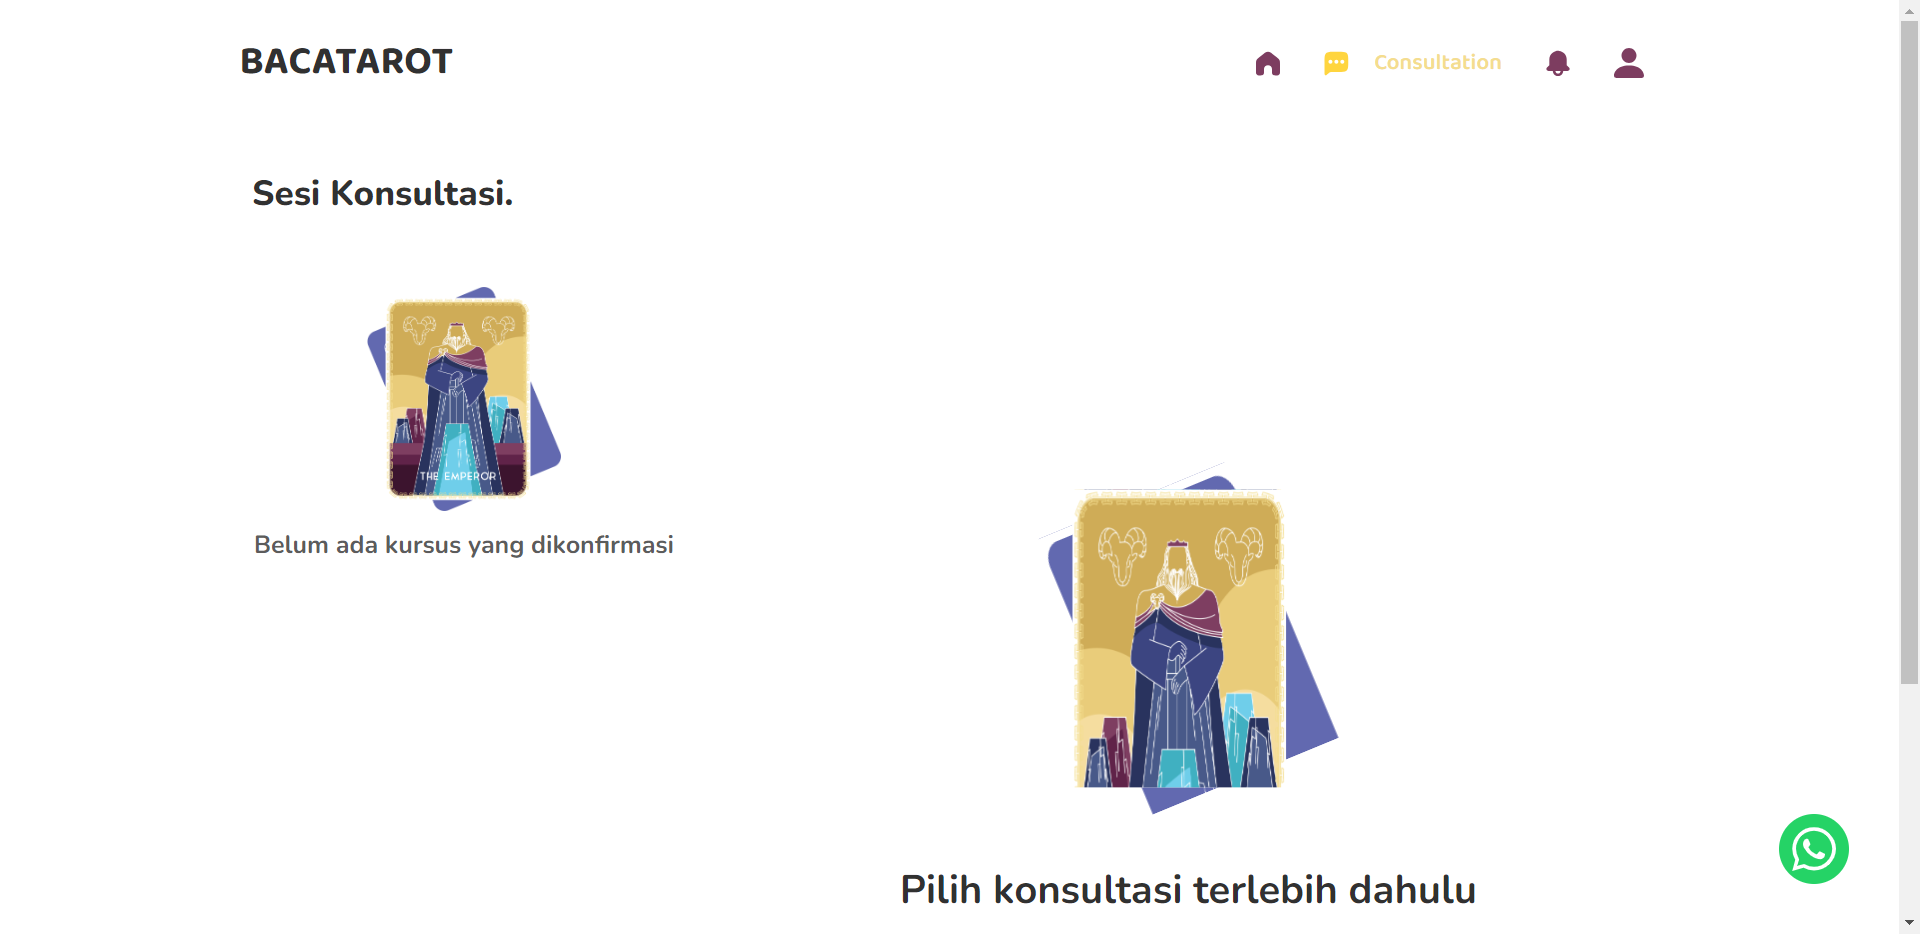 BACATAROT
Consultation
Sesi Konsultasi.
THE EMPEROR
Belum ada kursus yang dikonfirmasi
Pilih konsultasi terlebih dahulu